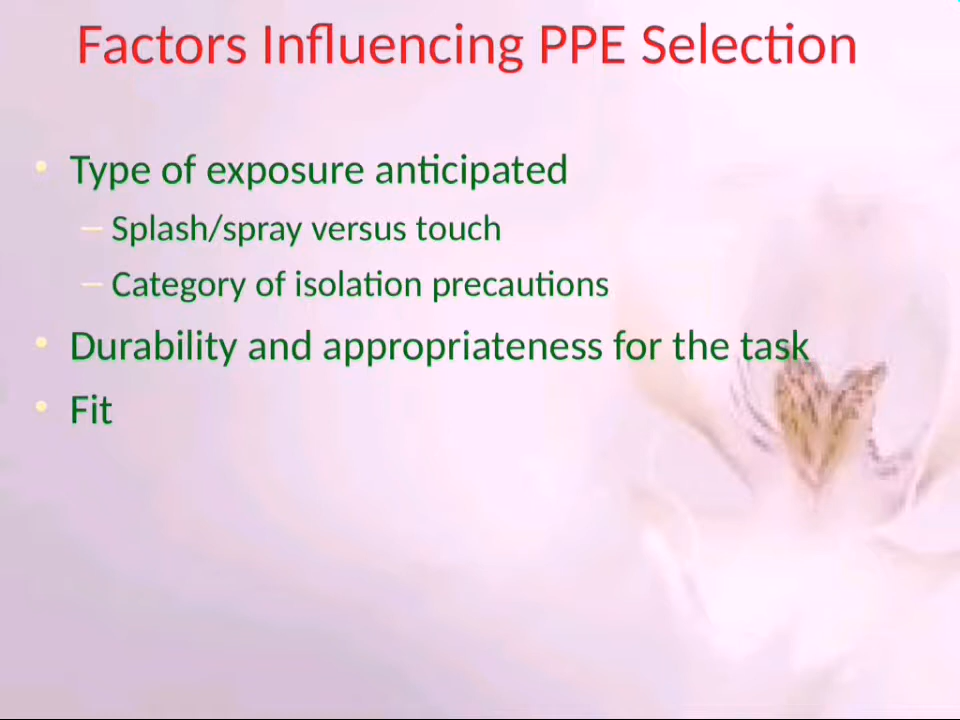 Factors Influencing PPE Selection
• Type of exposure anticipated
– Splash/spray versus touch
– Category of isolation precautions
• Durability and appropriateness for the task
• Fit